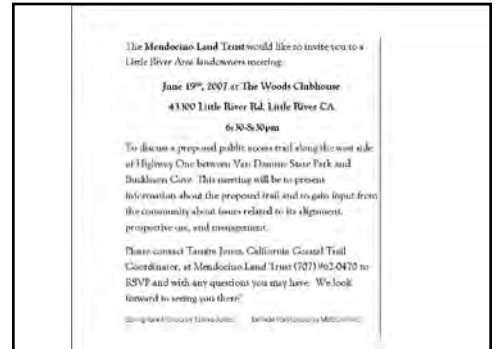 The Mendocino Land Trust would like to invite you to a
Little River Area landowners meeting:
June 19th, 2007 at The Woods Clubhouse
43300 Little River Rd, Little River CA
6:30-8:30pm
To discuss a proposed public access trail along the west side
of Highway One between Van Damme State Park and
Buckhorn Cove. This meeting will be to present
information about the proposed trail and to gain input from
the community about issues related to its alignment,
prospective use, and management.
Please contact Tamara Jones, California Coastal Trail
Coordinator, at Mendocino Land Trust (707) 962-0470 to
RSVP and with any questions you may have. We look
forward to seeing you there!